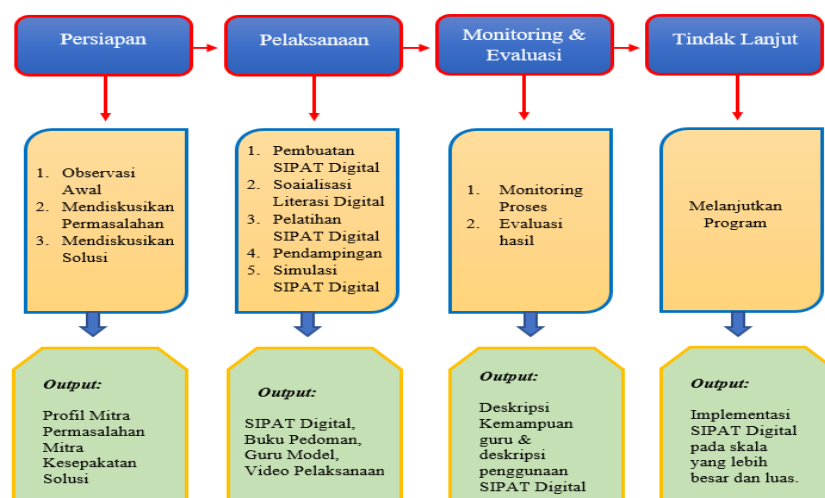 Persiapan
Pelaksanaan
Monitoring &
Evaluasi
Tindak Lanjut
1. Observasi
Awal
2. Mendiskusikan
Permasalahan
3. Mendiskusikan
Solusi
1. Pembuatan
SIPAT Digital
2. Soaialisasi
Literasi Digital
3. Pelatihan
SIPAT Digital
4. Pendampingan
5. Simulasi
SIPAT Digital
1. Monitoring
Proses
2. Evaluasi
hasil
Melanjutkan
Program
Output:
Profil Mitra
Permasalahan
Mitra
Kesepakatan
Solusi
Output:
SIPAT Digital,
Buku Pedoman,
Guru Model,
Video Pelaksanaan
Output:
Deskripsi
Kemampuan
guru &
deskripsi
penggunaan
SIPAT Digital
Output:
Implementasi
SIPAT Digital
pada skala
yang lebih
besar dan luas.